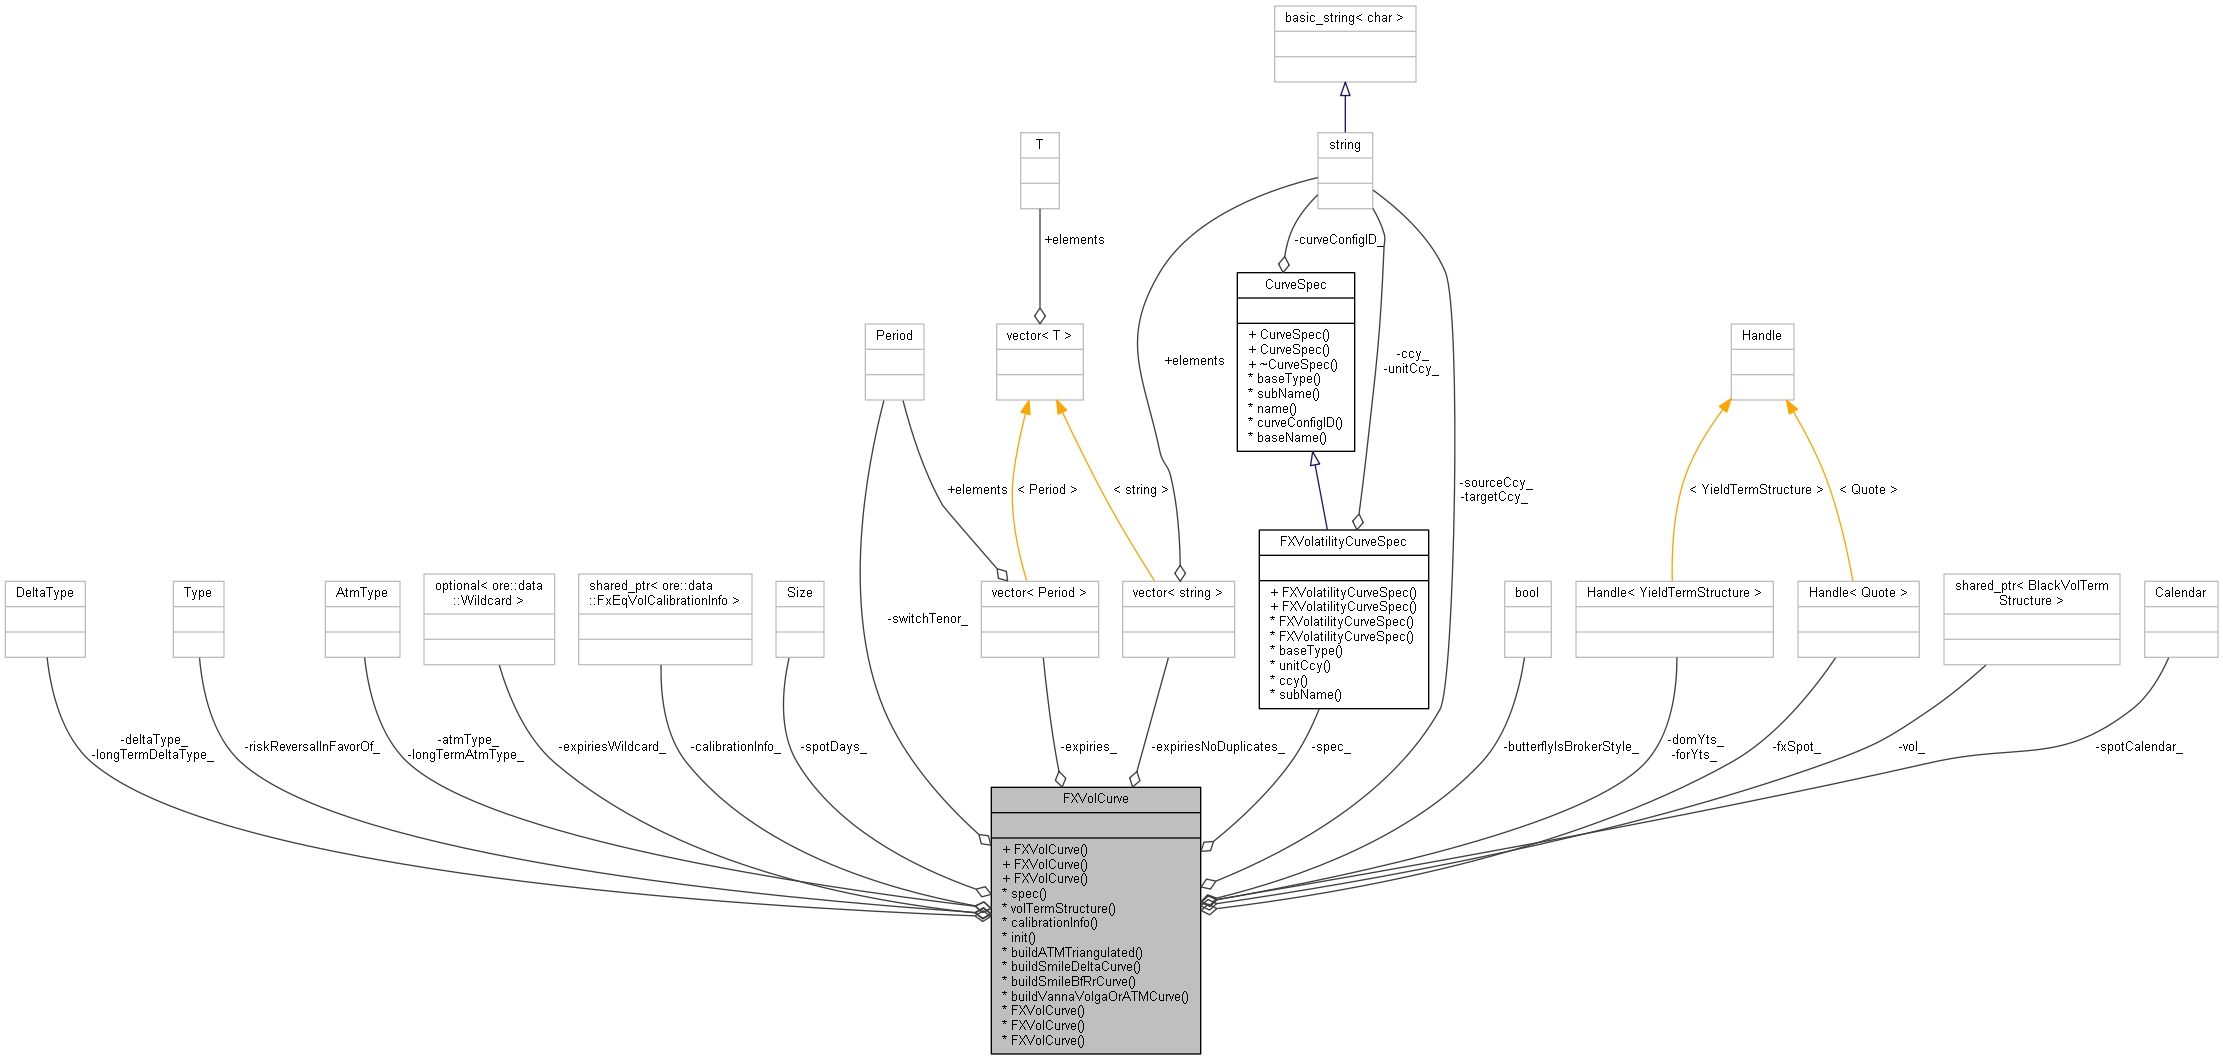 basic_string< char >
T
string
+elements
-curveConfigID_
CurveSpec
+ CurveSpec()
+ CurveSpec()
+ ~CurveSpec()
* baseType()
* subName()
* name()
* curveConfigID()
* baseName()
Period
vector< T >
+elements
-ccy_
-unitCcy_
Handle
+elements
< Period >
< string >
-sourceCcy_
-targetCcy_
< YieldTermStructure >
< Quote >
DeltaType
Type
AtmType
optional< ore::data
::Wildcard >
shared_ptr< ore::data
::FxEqVolCalibrationInfo >
Size
-switchTenor_
vector< Period >
vector< string >
FXVolatilityCurveSpec
+ FXVolatilityCurveSpec()
+ FXVolatilityCurveSpec()
* FXVolatilityCurveSpec()
* FXVolatilityCurveSpec()
* baseType()
* unitCcy()
* ccy()
* subName()
bool
Handle< YieldTermStructure >
Handle< Quote >
shared_ptr< BlackVolTerm
Structure >
Calendar
-deltaType_
-longTermDeltaType_
-riskReversalInFavorOf_
-atmType_
-longTermAtmType_
-expiriesWildcard_
-calibrationInfo_
-spotDays_
-expiries_
-expiriesNoDuplicates_
-spec_
-butterflyIsBrokerStyle_
-domYts_
-forYts_
-fxSpot_
-vol_
-spotCalendar_
FXVolCurve
+ FXVolCurve()
+ FXVolCurve()
+ FXVolCurve()
* spec()
* volTermStructure()
* calibrationInfo()
* init()
* buildATMTriangulated()
* buildSmileDeltaCurve()
* buildSmileBfRrCurve()
* buildVannaVolgaOrATMCurve()
* FXVolCurve()
* FXVolCurve()
* FXVolCurve()